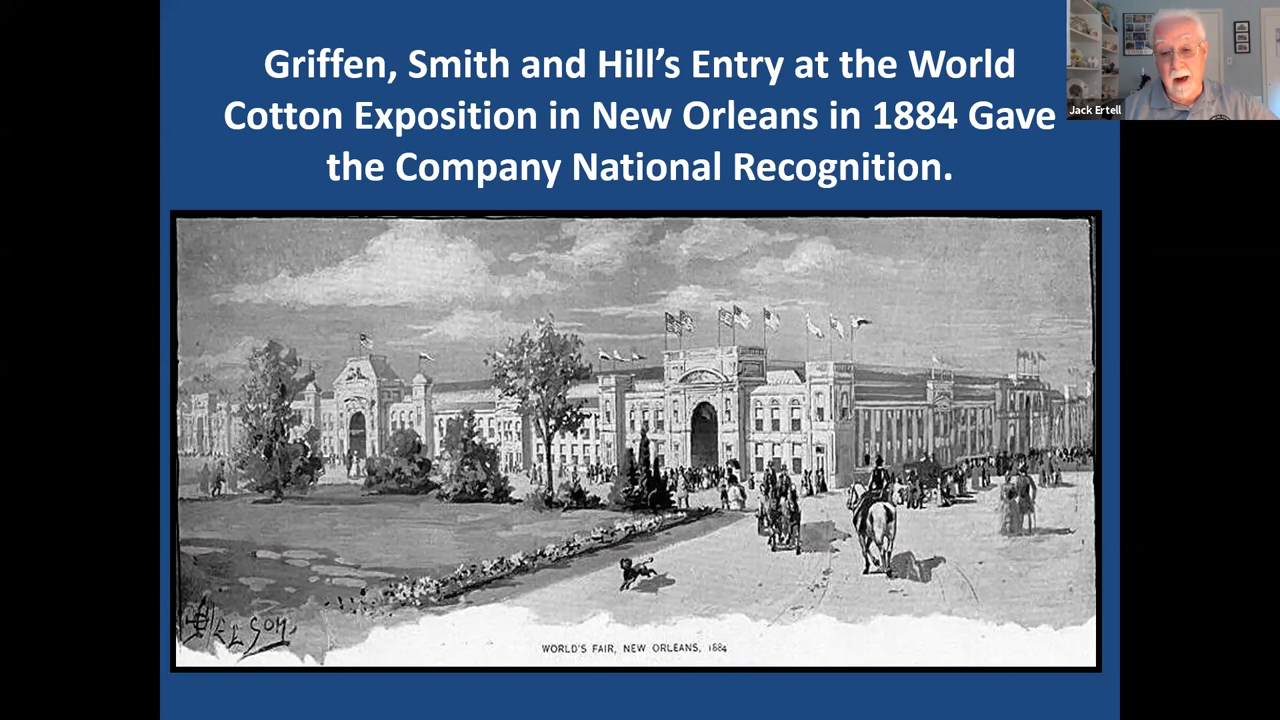 Griffen, Smith and Hill's Entry at the World
Cotton Exposition in New Orleans in 1884 Gave
the Company National Recognition.
Jack Ertell
WORLD'S FAIR, NEW ORLEANS, 1884